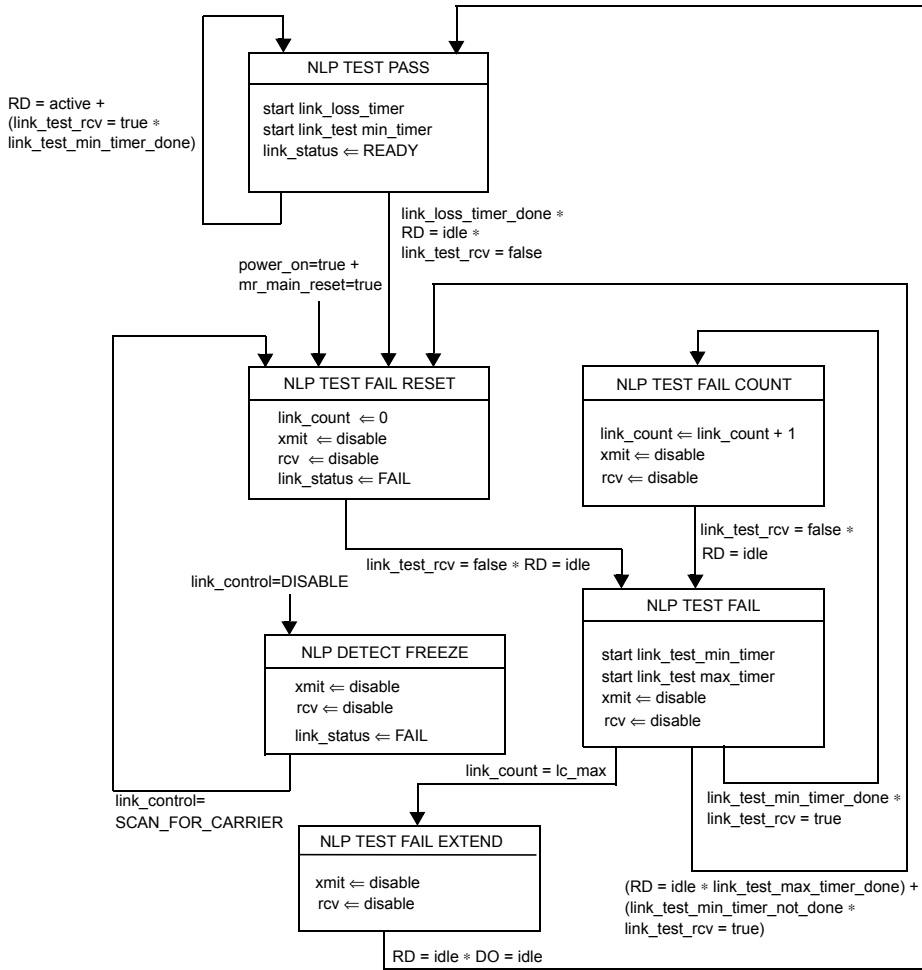 NLP TEST PASS
start link_loss_timer
start link_test min_timer
link_status ⇐ READY
RD = active +
(link_test_rcv = true *
link_test_min_timer_done)
link_loss_timer_done *
RD = idle *
link_test_rcv = false
power_on=true +
mr_main_reset=true
NLP TEST FAIL RESET
link_count ⇐ 0
xmit ⇐ disable
rcv ⇐ disable
link_status ⇐ FAIL
NLP TEST FAIL COUNT
link_count ⇐ link_count + 1
xmit ⇐ disable
rcv ⇐ disable
link_test_rcv = false *
RD = idle
link_test_rcv = false * RD = idle
link_control=DISABLE
NLP TEST FAIL
start link_test_min_timer
start link_test max_timer
xmit ⇐ disable
rcv ⇐ disable
NLP DETECT FREEZE
xmit ⇐ disable
rcv ⇐ disable
link_status ⇐ FAIL
link_count = lc_max
link_control=
SCAN_FOR_CARRIER
link_test_min_timer_done *
link_test_rcv = true
NLP TEST FAIL EXTEND
xmit ⇐ disable
rcv ⇐ disable
(RD = idle * link_test_max_timer_done) +
(link_test_min_timer_not_done *
link_test_rcv = true)
RD = idle * DO = idle